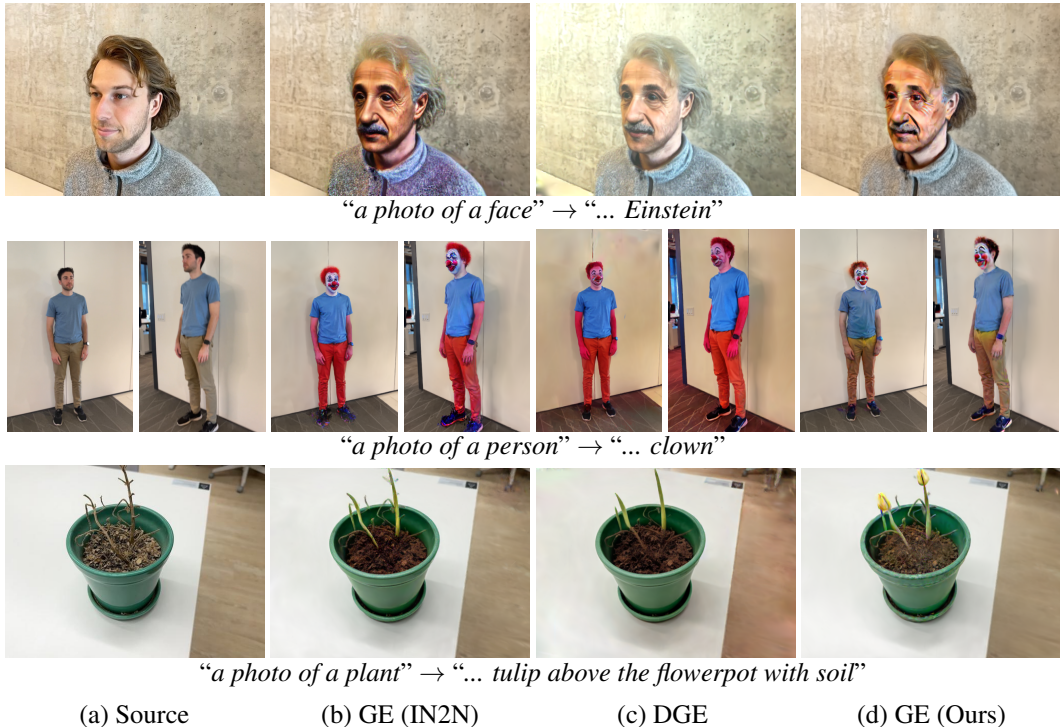 “a photo of a face” → “... Einstein”
“a photo of a person” → “... clown”
“a photo of a plant” → “... tulip above the flowerpot with soil”
(a) Source (b) GE (IN2N) (c) DGE (d) GE (Ours)